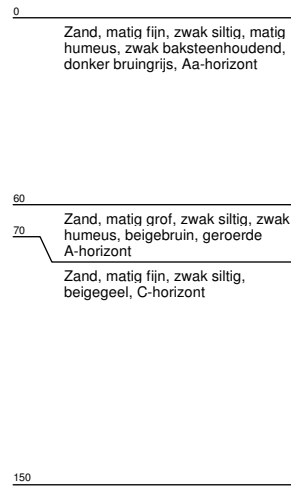 0
Zand, matig fijn, zwak siltig, matig
humeus, zwak baksteenhoudend,
donker bruingrijs, Aa-horizont
60
Zand, matig grof, zwak siltig, zwak
70
humeus, beigebruin, geroerde
A-horizont
Zand, matig fijn, zwak siltig,
beigegeel, C-horizont
150